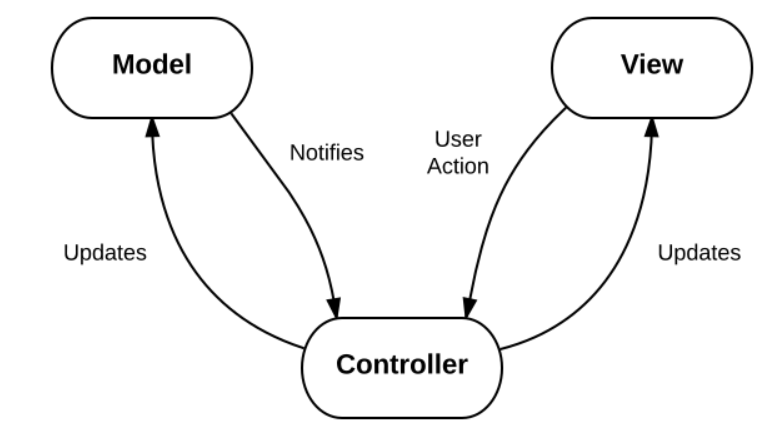 Model
View
Notifies
User
Action
Updates
Updates
Controller